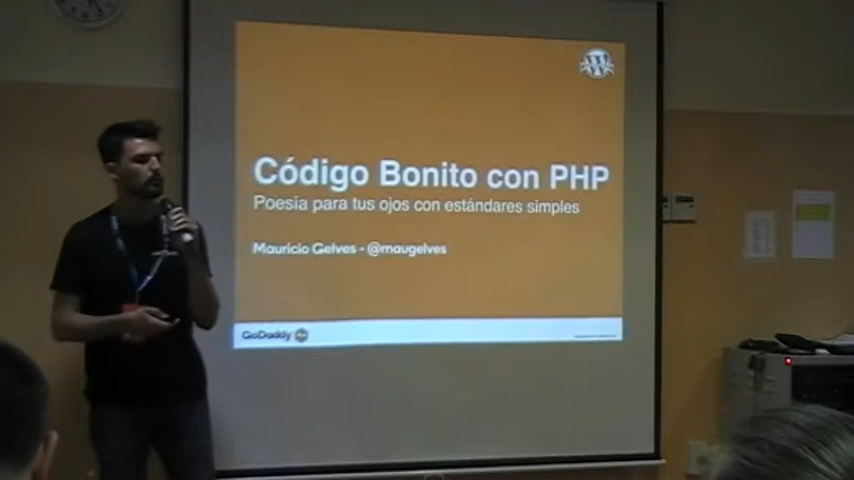 Código Bonito con PHP
Poesía para tus ojos con estándares simples
Mauricio Gelves · @maugelves
GoDaddy